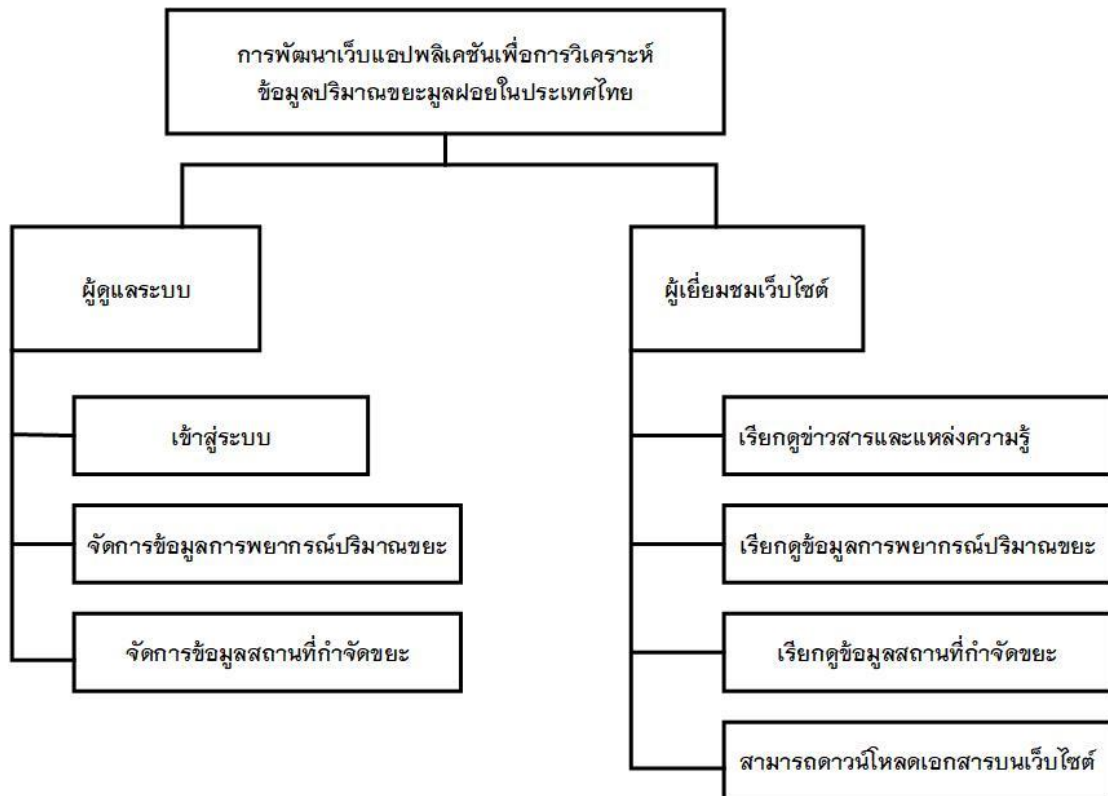 การพัฒนาเว็บแอปพลิเคชันเพื่อการวิเคราะห์
ข้อมูลปริมาณขยะมูลฝอยในประเทศไทย
ผู้ดูแลระบบ
เข้าสู่ระบบ
จัดการข้อมูลการพยากรณ์ปริมาณขยะ
จัดการข้อมูลสถานที่กำจัดขยะ
ผู้เยี่ยมชมเว็บไซต์
เรียกดูข่าวสารและแหล่งความรู้
เรียกดูข้อมูลการพยากรณ์ปริมาณขยะ
เรียกดูข้อมูลสถานที่กำจัดขยะ
สามารถดาวน์โหลดเอกสารบนเว็บไซต์